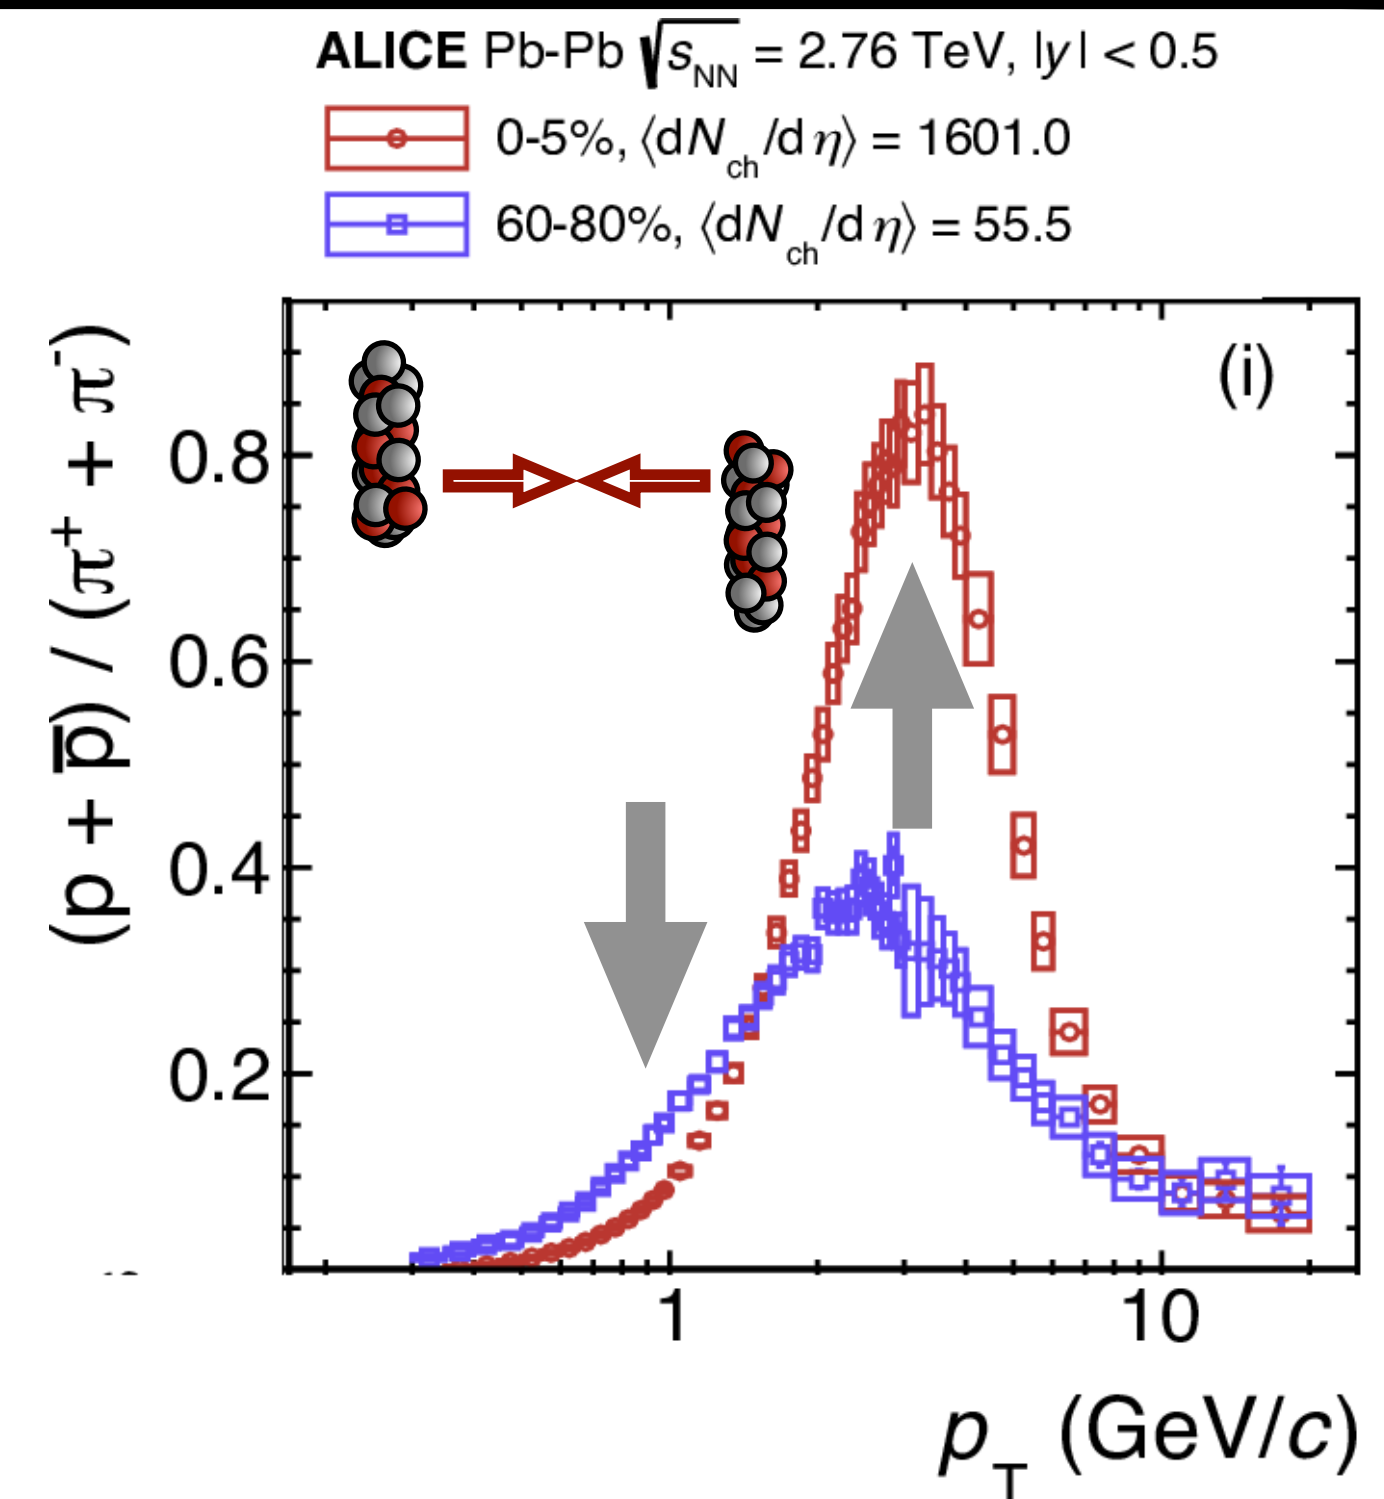 ALICE Pb-Pb √sNN = 2.76 TeV, |y| < 0.5
0-5%, ⟨dNch/dη⟩ = 1601.0
60-80%, ⟨dNch/dη⟩ = 55.5
(i)
(p + p̅) / (π+ + π-)
0.8
0.6
0.4
0.2
1
10
pT (GeV/c)